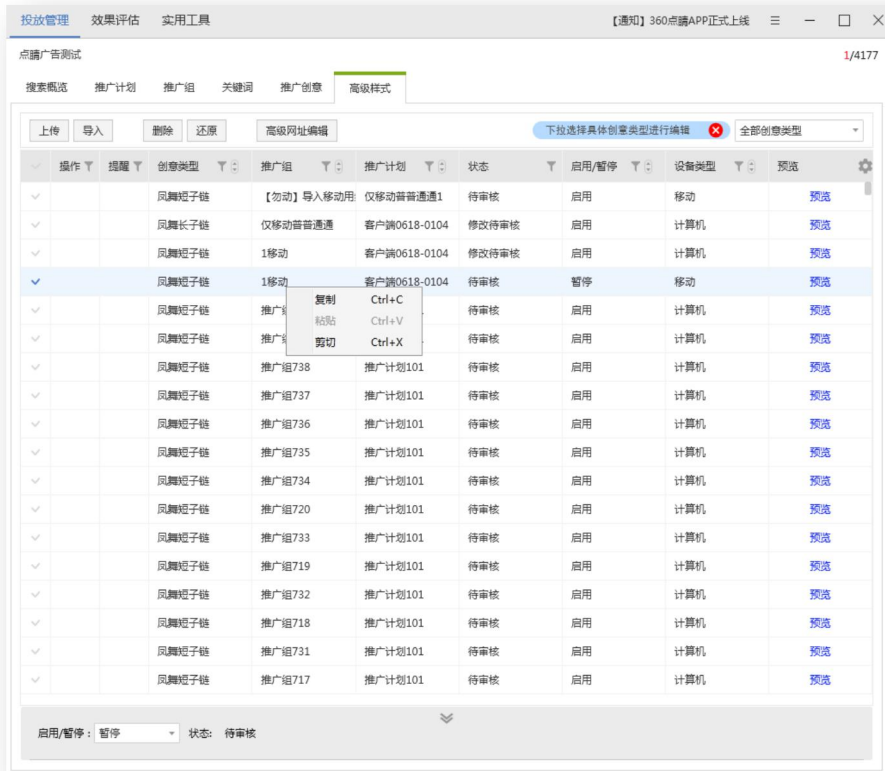 投放管理 效果评估 实用工具 【通知】360点睛APP正式上线
点睛广告测试 1/4177
搜索概览 推广计划 推广组 关键词 推广创意 高级样式
上传 导入 删除 还原 高级网址编辑 下拉选择具体创意类型进行编辑 全部创意类型
操作 提醒 创意类型 推广组 推广计划 状态 启用/暂停 设备类型 预览
凤舞短子链 【勿动】导入移动用 仅移动普普通通1 待审核 启用 移动 预览
凤舞长子链 仅移动普普通通 客户端0618-0104 修改待审核 启用 计算机 预览
凤舞短子链 1移动 客户端0618-0104 修改待审核 启用 计算机 预览
凤舞短子链 1移动 客户端0618-0104 待审核 暂停 移动 预览
凤舞短子链 推广 待审核 启用 计算机 预览
复制 Ctrl+C
粘贴 Ctrl+V
剪切 Ctrl+X
凤舞短子链 推广 待审核 启用 计算机 预览
凤舞短子链 推广组738 推广计划101 待审核 启用 计算机 预览
凤舞短子链 推广组737 推广计划101 待审核 启用 计算机 预览
凤舞短子链 推广组736 推广计划101 待审核 启用 计算机 预览
凤舞短子链 推广组735 推广计划101 待审核 启用 计算机 预览
凤舞短子链 推广组734 推广计划101 待审核 启用 计算机 预览
凤舞短子链 推广组720 推广计划101 待审核 启用 计算机 预览
凤舞短子链 推广组733 推广计划101 待审核 启用 计算机 预览
凤舞短子链 推广组719 推广计划101 待审核 启用 计算机 预览
凤舞短子链 推广组732 推广计划101 待审核 启用 计算机 预览
凤舞短子链 推广组718 推广计划101 待审核 启用 计算机 预览
凤舞短子链 推广组731 推广计划101 待审核 启用 计算机 预览
凤舞短子链 推广组717 推广计划101 待审核 启用 计算机 预览
启用/暂停： 暂停 状态: 待审核